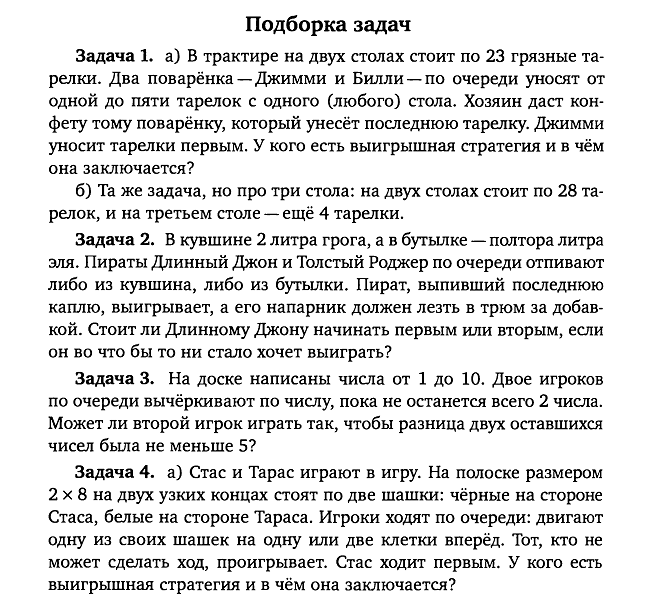 Подборка задач
Задача 1. а) В трактире на двух столах стоит по 23 грязные та-
релки. Два поварёнка — Джимми и Билли — по очереди уносят от
одной до пяти тарелок с одного (любого) стола. Хозяин даст кон-
фету тому поварёнку, который унесёт последнюю тарелку. Джимми
уносит тарелки первым. У кого есть выигрышная стратегия и в чём
она заключается?
б) Та же задача, но про три стола: на двух столах стоит по 28 та-
релок, и на третьем столе — ещё 4 тарелки.
Задача 2. В кувшине 2 литра грога, а в бутылке — полтора литра
эля. Пираты Длинный Джон и Толстый Роджер по очереди отпивают
либо из кувшина, либо из бутылки. Пират, выпивший последнюю
каплю, выигрывает, а его напарник должен лезть в трюм за добав-
кой. Стоит ли Длинному Джону начинать первым или вторым, если
он во что бы то ни стало хочет выиграть?
Задача 3. На доске написаны числа от 1 до 10. Двое игроков
по очереди вычёркивают по числу, пока не останется всего 2 числа.
Может ли второй игрок играть так, чтобы разница двух оставшихся
чисел была не меньше 5?
Задача 4. а) Стас и Тарас играют в игру. На полоске размером
2 × 8 на двух узких концах стоят по две шашки: чёрные на стороне
Стаса, белые на стороне Тараса. Игроки ходят по очереди: двигают
одну из своих шашек на одну или две клетки вперёд. Тот, кто не
может сделать ход, проигрывает. Стас ходит первым. У кого есть
выигрышная стратегия и в чём она заключается?